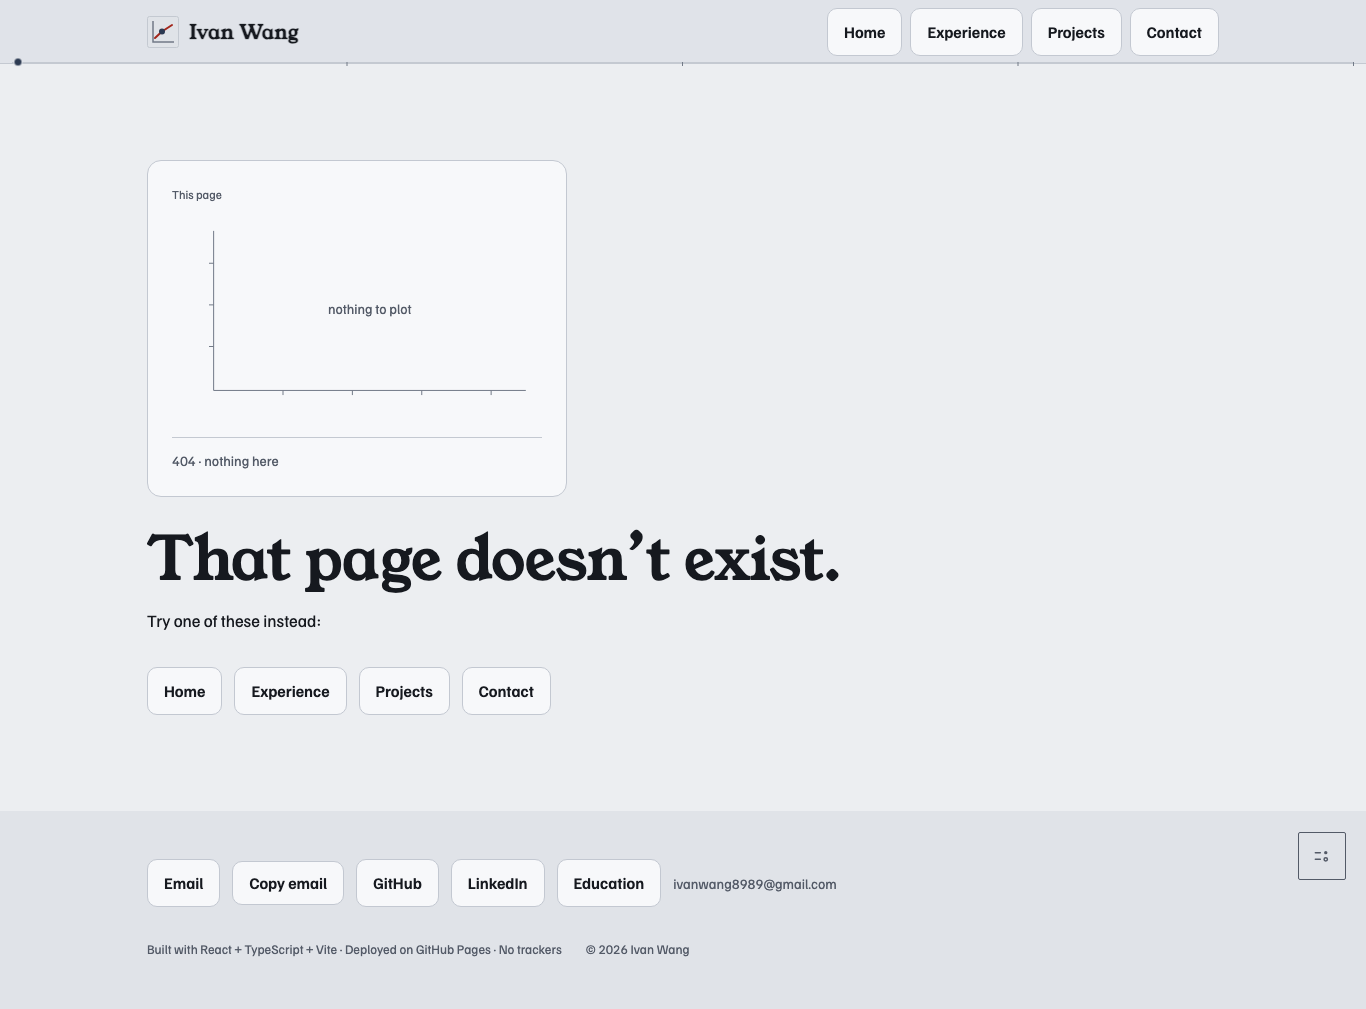 Ivan Wang
Home Experience Projects Contact
This page
nothing to plot
404 · nothing here
That page doesn’t exist.
Try one of these instead:
Home Experience Projects Contact
Email Copy email GitHub LinkedIn Education ivanwang8989@gmail.com
Built with React + TypeScript + Vite · Deployed on GitHub Pages · No trackers © 2026 Ivan Wang